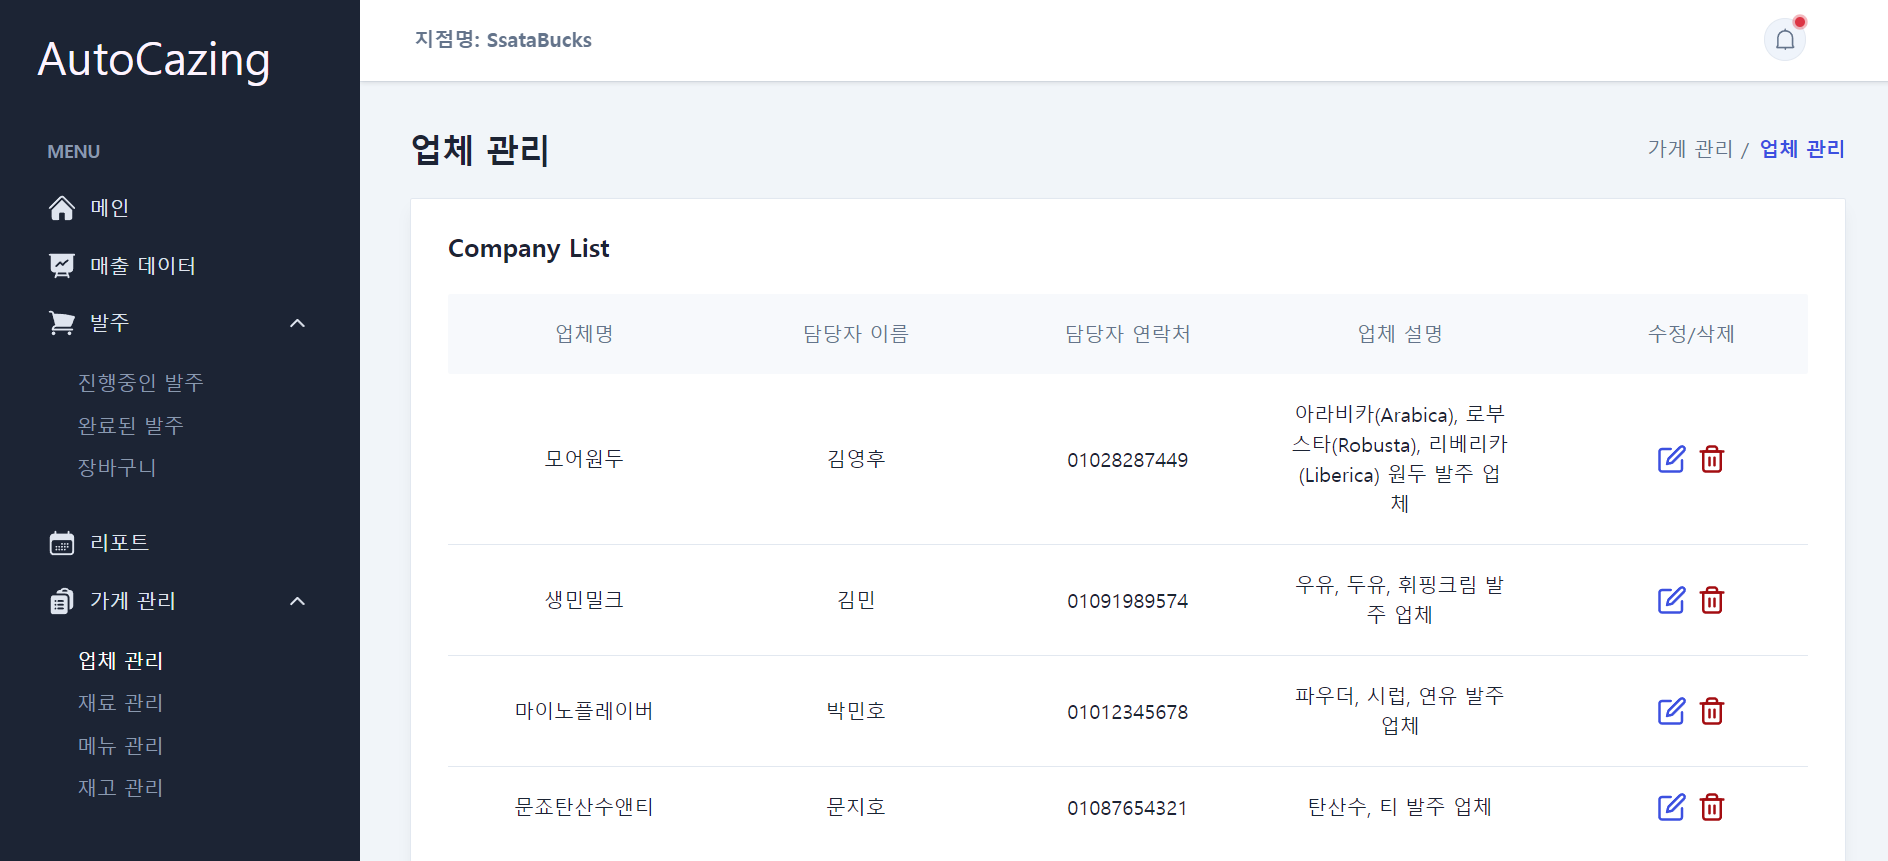 AutoCazing
MENU
메인
매출 데이터
발주
진행중인 발주
완료된 발주
장바구니
리포트
가게 관리
업체 관리
재료 관리
메뉴 관리
재고 관리
지점명: SsataBucks
업체 관리
가게 관리 / 업체 관리
Company List
업체명 담당자 이름 담당자 연락처 업체 설명 수정/삭제
모어원두 김영후 01028287449 아라비카(Arabica), 로부
스타(Robusta), 리베리카
(Liberica) 원두 발주 업
체
생민밀크 김민 01091989574 우유, 두유, 휘핑크림 발
주 업체
마이노플레이버 박민호 01012345678 파우더, 시럽, 연유 발주
업체
문죠탄산수앤티 문지호 01087654321 탄산수, 티 발주 업체